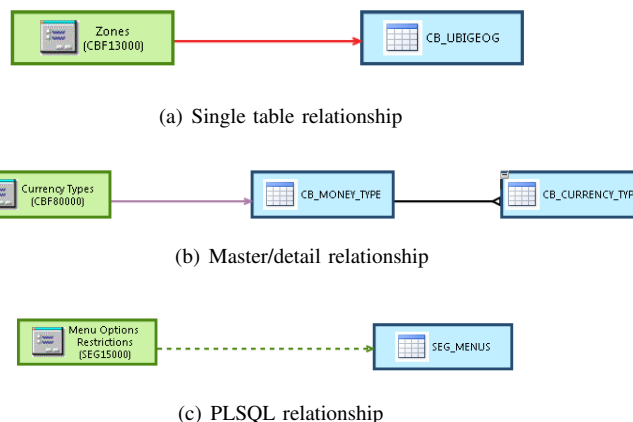 Zones
(CBF13000)
CB_UBIGEOG
(a) Single table relationship
Currency Types
(CBF80000)
CB_MONEY_TYPE
CB_CURRENCY_TYP
(b) Master/detail relationship
Menu Options
Restrictions
(SEG15000)
SEG_MENUS
(c) PLSQL relationship